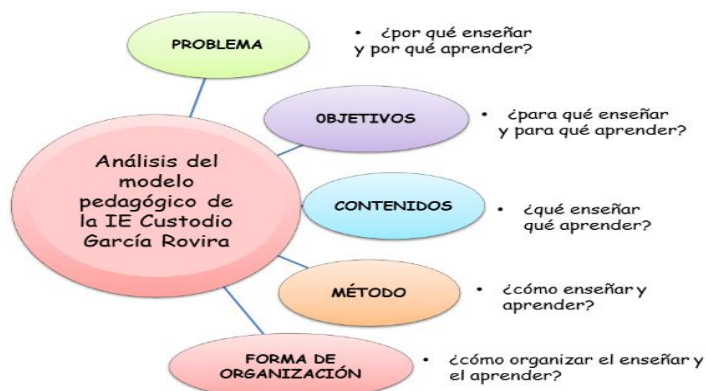 PROBLEMA
• ¿por qué enseñar
y por qué aprender?
OBJETIVOS
• ¿para qué enseñar
y para qué aprender?
Análisis del
modelo
pedagógico de
la IE Custodio
García Rovira
CONTENIDOS
• ¿qué enseñar
qué aprender?
MÉTODO
• ¿cómo enseñar y
aprender?
FORMA DE
ORGANIZACIÓN
• ¿cómo organizar el enseñar y
el aprender?